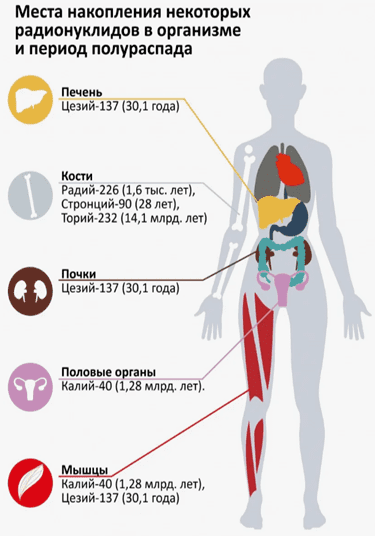 Места накопления некоторых
радионуклидов в организме
и период полураспада
Печень
Цезий-137 (30,1 года)
Кости
Радий-226 (1,6 тыс. лет),
Стронций-90 (28 лет),
Торий-232 (14,1 млрд. лет)
Почки
Цезий-137 (30,1 года)
Половые органы
Калий-40 (1,28 млрд. лет).
Мышцы
Калий-40 (1,28 млрд. лет),
Цезий-137 (30,1 года)